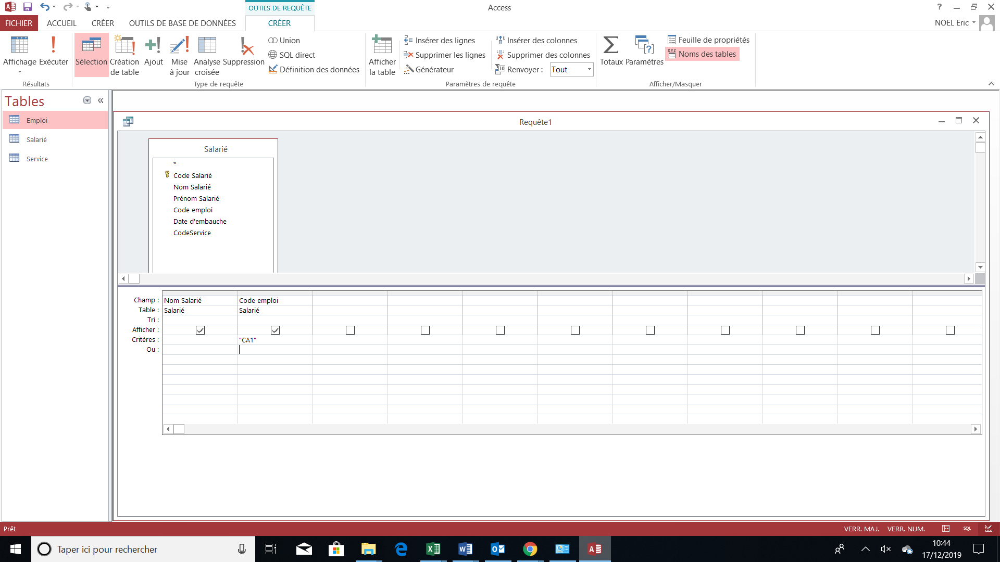 OUTILS DE REQUÊTE
Access
?
FICHIER ACCUEIL CRÉER OUTILS DE BASE DE DONNÉES CRÉER
NOEL Eric
Affichage Exécuter
Résultats
Sélection Création de table Ajout Mise à jour Analyse croisée Suppression
Union
SQL direct
Définition des données
Type de requête
Afficher la table
Insérer des lignes
Supprimer les lignes
Générateur
Insérer des colonnes
Supprimer des colonnes
Renvoyer : Tout
Paramètres de requête
Totaux Paramètres
Feuille de propriétés
XYZ Noms des tables
Afficher/Masquer
Tables
Emploi
Salarié
Service
Requête1
Salarié
*
Code Salarié
Nom Salarié
Prénom Salarié
Code emploi
Date d'embauche
CodeService
Champ : Nom Salarié Code emploi
Table : Salarié Salarié
Tri :
Afficher :
Critères : "CA1"
Ou :
Prêt
VERR. MAJ. VERR. NUM. SQL
Taper ici pour rechercher
10:44
17/12/2019